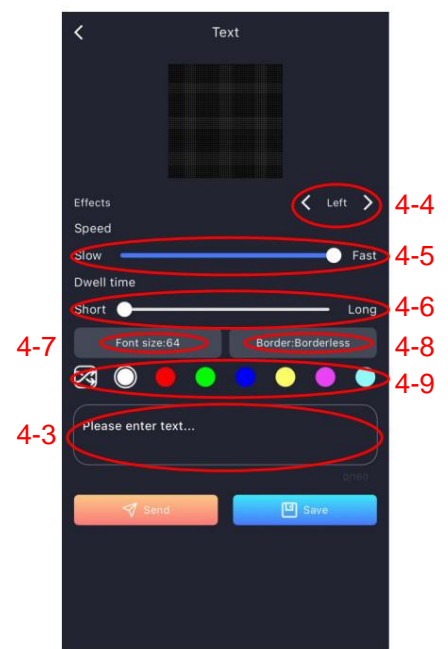 Text
Effects
Left
4-4
Speed
Slow
Fast
4-5
Dwell time
Short
Long
4-6
4-7
Font size:64
Border:Borderless
4-8
4-9
4-3
Please enter text...
Send
Save